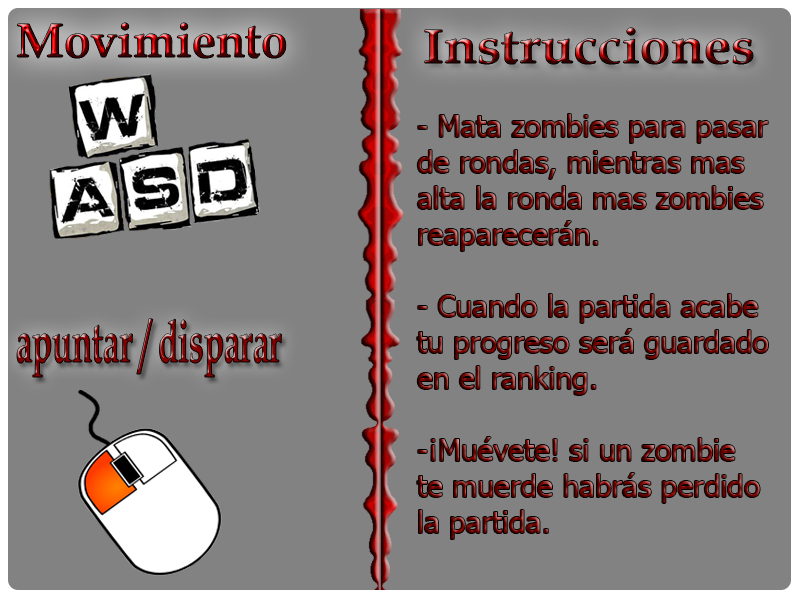 Movimiento
W
A S D
apuntar / disparar
Instrucciones
- Mata zombies para pasar
de rondas, mientras mas
alta la ronda mas zombies
reaparecerán.
- Cuando la partida acabe
tu progreso será guardado
en el ranking.
-¡Muévete! si un zombie
te muerde habrás perdido
la partida.